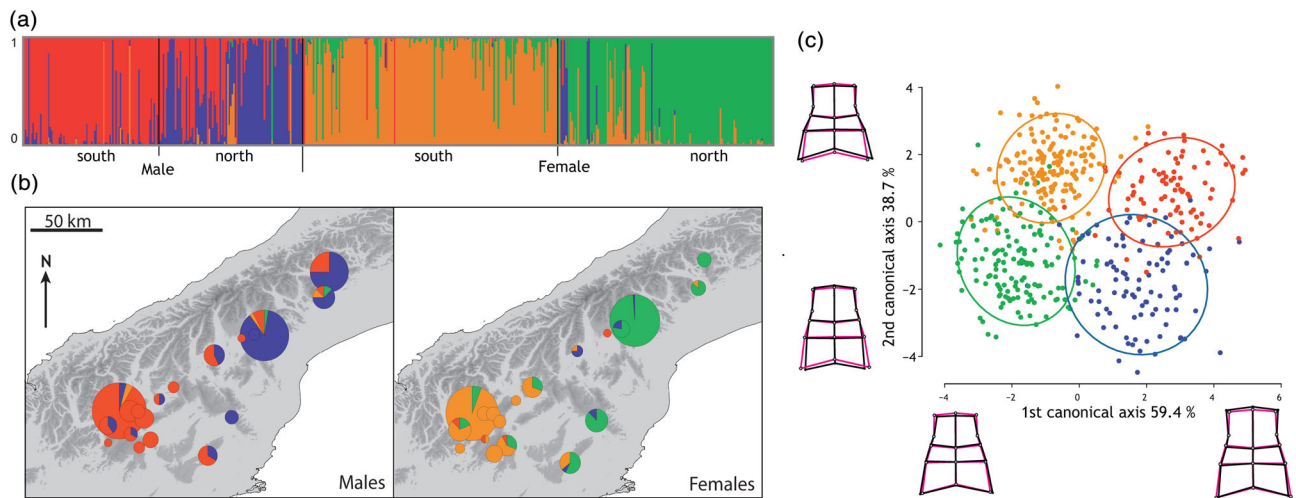 (a)
1
0
south
Male
north
south
Female
north
(b)
50 km
N
Males
Females
(c)
2nd canonical axis 38.7 %
4
2
0
−2
−4
−4
−2
0
2
4
6
1st canonical axis 59.4 %